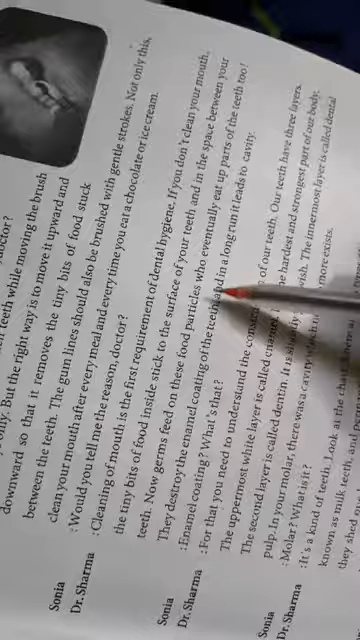 doctor?
teeth while moving the brush
only. But the right way is to move it upward and
downward so that it removes the tiny bits of food stuck
between the teeth. The gum lines should also be brushed with gentle strokes. Not only this,
clean your mouth after every meal and every time you eat a chocolate or ice cream.
Sonia : Would you tell me the reason, doctor?
Dr. Sharma : Cleaning of mouth is the first requirement of dental hygiene. If you don't clean your mouth,
the tiny bits of food inside stick to the surface of your teeth and in the space between your
teeth. Now germs feed on these food particles who eventually eat up parts of the teeth too!
They destroy the enamel coating of the teeth and in a long run it leads to cavity.
Sonia : Enamel coating? What's that?
Dr. Sharma : For that you need to understand the of our teeth. Our teeth have three layers.
The uppermost white layer is called hardest and strongest part of our body.
The second layer is called dentin. It is The innermost layer is called dental
pulp. In your molar, there was a cavity more exists.
Sonia : Molar? What is it?
Dr. Sharma : It's a kind of teeth. Look at the chart
known as milk teeth, and
they shed